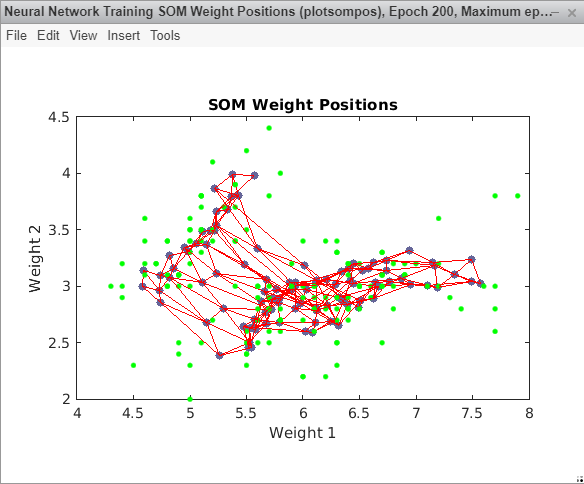 Neural Network Training SOM Weight Positions (plotsompos), Epoch 200, Maximum ep...
File Edit View Insert Tools
SOM Weight Positions
4.5
4
3.5
3
2.5
2
Weight 2
4 4.5 5 5.5 6 6.5 7 7.5 8
Weight 1